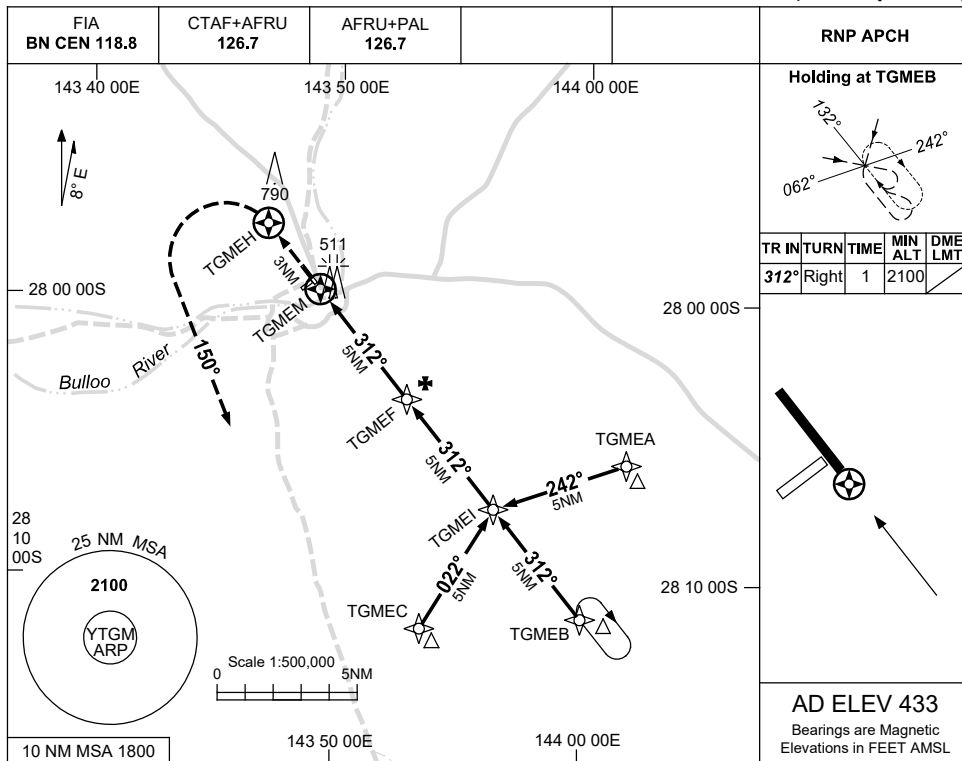 FIA
BN CEN 118.8
CTAF+AFRU
126.7
AFRU+PAL
126.7
RNP APCH
143 40 00E
143 50 00E
144 00 00E
Holding at TGMEB
132°
242°
062°
8° E
790
TGMEH
511
3NM
TGMEM
TR IN
TURN
TIME
MIN ALT
DME LMT
312°
Right
1
2100
28 00 00S
28 00 00S
150°
Bulloo River
312°
5NM
TGMEF
312°
5NM
TGMEA
242°
5NM
TGMEI
28
10
00S
25 NM MSA
2100
YTGM
ARP
022°
5NM
312°
5NM
28 10 00S
TGMEC
TGMEB
Scale 1:500,000
0
5NM
AD ELEV 433
Bearings are Magnetic
Elevations in FEET AMSL
10 NM MSA 1800
143 50 00E
144 00 00E